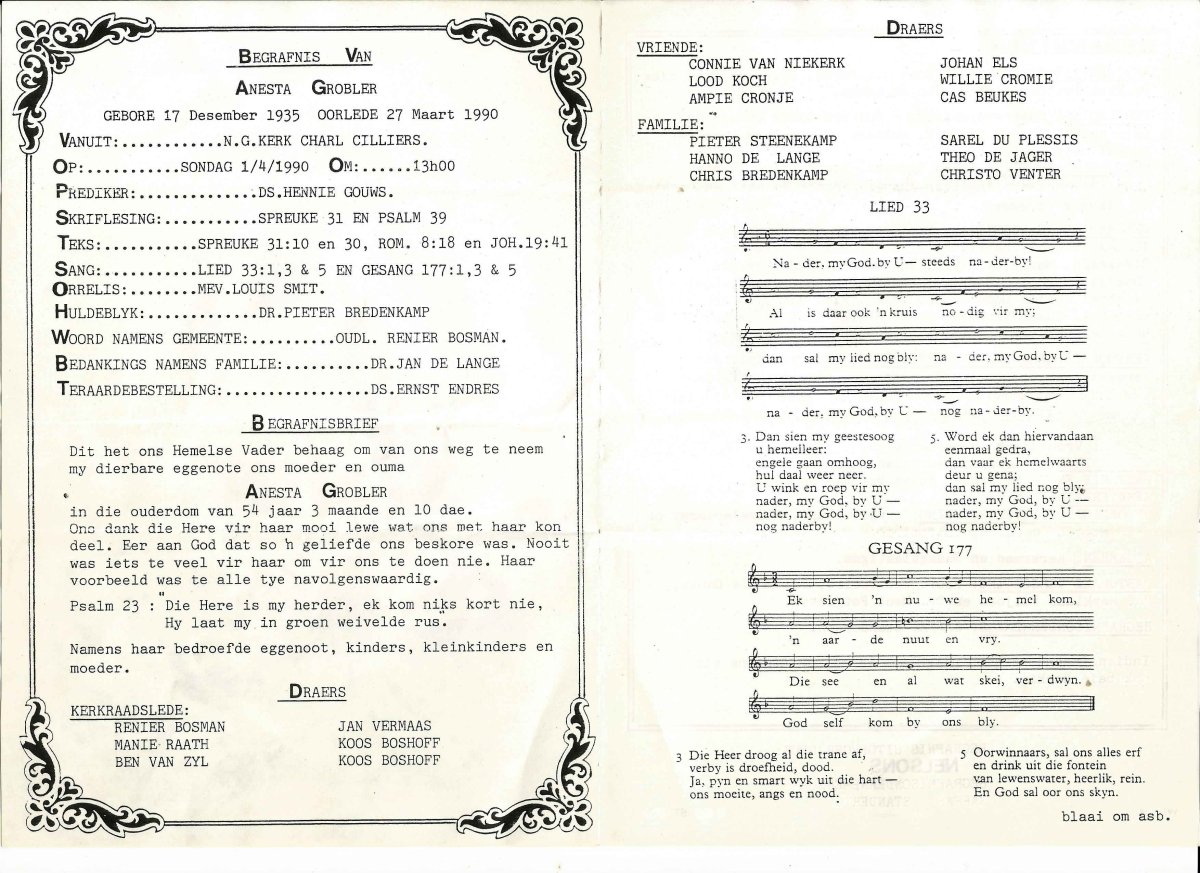 BEGRAFNIS VAN
ANESTA GROBLER
GEBORE 17 Desember 1935 OORLEDE 27 Maart 1990
VANUIT:............N.G.KERK CHARL CILLIERS.
OP:...........SONDAG 1/4/1990 OM:......13h00
PREDIKER:..............DS.HENNIE GOUWS.
SKRIFLESING:...........SPREUKE 31 EN PSALM 39
TEKS:...........SPREUKE 31:10 en 30, ROM. 8:18 en JOH.19:41
SANG:...........LIED 33:1,3 & 5 EN GESANG 177:1,3 & 5
ORRELIS:........MEV.LOUIS SMIT.
HULDEBLYK:.............DR.PIETER BREDENKAMP
WOORD NAMENS GEMEENTE:..........OUDL. RENIER BOSMAN.
BEDANKINGS NAMENS FAMILIE:..........DR.JAN DE LANGE
TERAARDEBESTELLING:.................DS.ERNST ENDRES
BEGRAFNISBRIEF
Dit het ons Hemelse Vader behaag om van ons weg te neem
my dierbare eggenote ons moeder en ouma
ANESTA GROBLER
in die ouderdom van 54 jaar 3 maande en 10 dae.
Ons dank die Here vir haar mooi lewe wat ons met haar kon
deel. Eer aan God dat so 'n geliefde ons beskore was. Nooit
was iets te veel vir haar om vir ons te doen nie. Haar
voorbeeld was te alle tye navolgenswaardig.
Psalm 23 : "Die Here is my herder, ek kom niks kort nie,
Hy laat my in groen weivelde rus".
Namens haar bedroefde eggenoot, kinders, kleinkinders en
moeder.
DRAERS
KERKRAADSLEDE:
RENIER BOSMAN JAN VERMAAS
MANIE RAATH KOOS BOSHOFF
BEN VAN ZYL KOOS BOSHOFF
DRAERS
VRIENDE:
CONNIE VAN NIEKERK JOHAN ELS
LOOD KOCH WILLIE CROMIE
AMPIE CRONJE CAS BEUKES
FAMILIE:
PIETER STEENEKAMP SAREL DU PLESSIS
HANNO DE LANGE THEO DE JAGER
CHRIS BREDENKAMP CHRISTO VENTER
LIED 33
Na - der, my God. by U — steeds na - der - by!
Al is daar ook 'n kruis no - dig vir my;
dan sal my lied nog bly: na - der, my God, by U —
na - der, my God, by U — nog na - der - by.
3. Dan sien my geestesoog
u hemelleer:
engele gaan omhoog,
hul daal weer neer.
U wink en roep vir my
nader, my God, by U —
nader, my God, by U —
nog naderby!
5. Word ek dan hiervandaan
eenmaal gedra,
dan vaar ek hemelwaarts
deur u gena;
dan sal my lied nog bly:
nader, my God, by U —
nader, my God, by U —
nog naderby!
GESANG 177
Ek sien 'n nu - we he - mel kom,
'n aar - de nuut en vry.
Die see en al wat skei, ver - dwyn.
God self kom by ons bly.
3 Die Heer droog al die trane af,
verby is droefheid, dood.
Ja, pyn en smart wyk uit die hart —
ons moeite, angs en nood.
5 Oorwinnaars, sal ons alles erf
en drink uit die fontein
van lewenswater, heerlik, rein.
En God sal oor ons skyn.
blaai om asb.